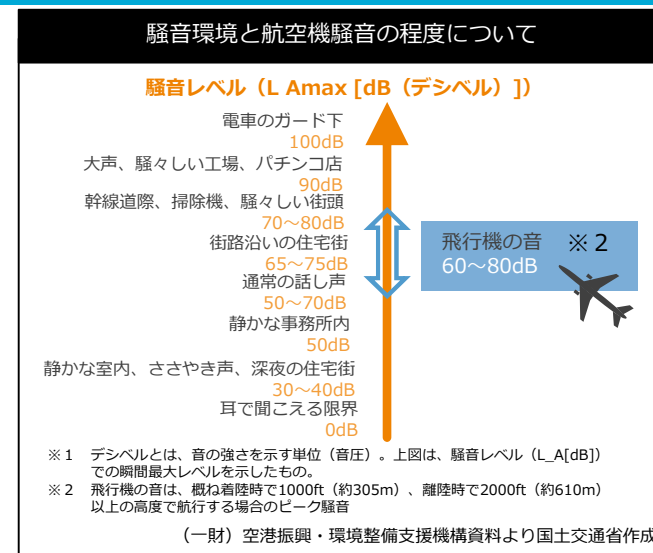 騒音環境と航空機騒音の程度について
騒音レベル（L Amax [dB（デシベル）]）
電車のガード下
100dB
大声、騒々しい工場、パチンコ店
90dB
幹線道際、掃除機、騒々しい街頭
70～80dB
街路沿いの住宅街
65～75dB
通常の話し声
50～70dB
静かな事務所内
50dB
静かな室内、ささやき声、深夜の住宅街
30～40dB
耳で聞こえる限界
0dB
飛行機の音 ※２
60～80dB
※１ デシベルとは、音の強さを示す単位（音圧）。上図は、騒音レベル（L_A[dB]）
での瞬間最大レベルを示したもの。
※２ 飛行機の音は、概ね着陸時で1000ft（約305m）、離陸時で2000ft（約610m）
以上の高度で航行する場合のピーク騒音
（一財）空港振興・環境整備支援機構資料より国土交通省作成